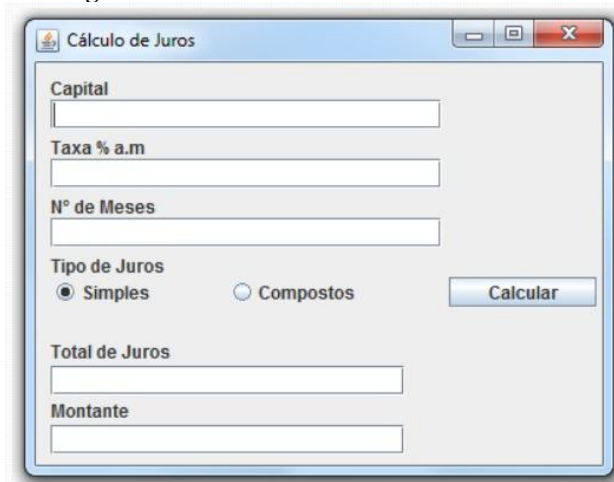 Cálculo de Juros
Capital
Taxa % a.m
N° de Meses
Tipo de Juros
Simples Compostos Calcular
Total de Juros
Montante